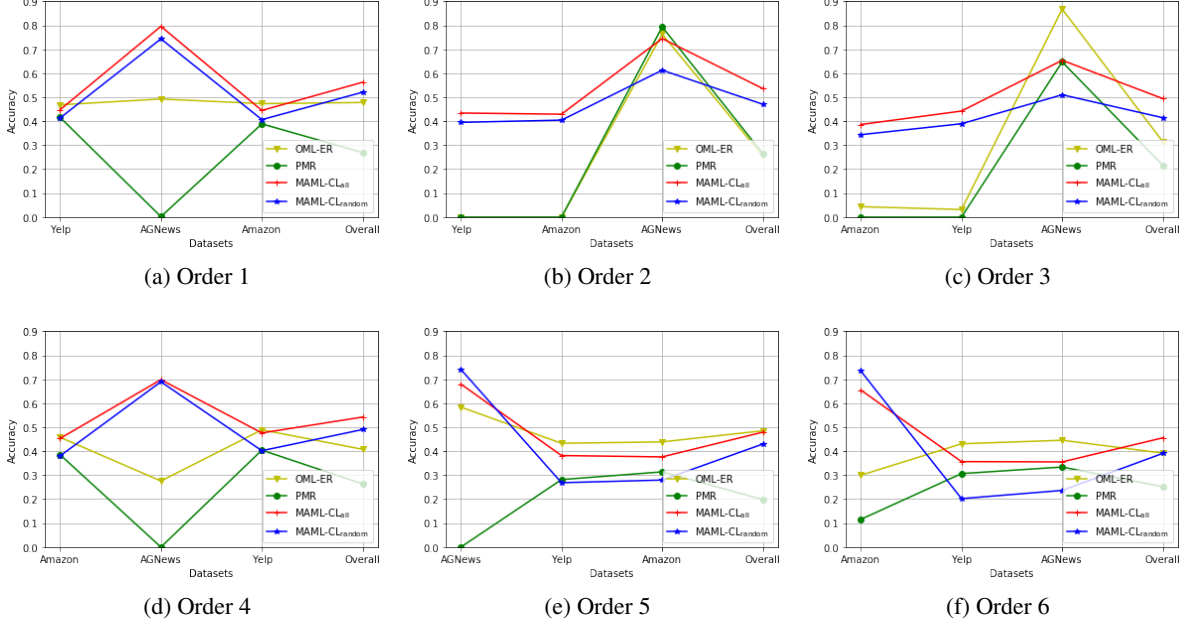 0.9
0.8
0.7
0.6
0.5
0.4
0.3
0.2
0.1
0.0
Accuracy
OML-ER
PMR
MAML-CLall
MAML-CLrandom
Yelp AGNews Amazon Overall
Datasets
(a) Order 1
0.9
0.8
0.7
0.6
0.5
0.4
0.3
0.2
0.1
0.0
Accuracy
OML-ER
PMR
MAML-CLall
MAML-CLrandom
Yelp Amazon AGNews Overall
Datasets
(b) Order 2
0.9
0.8
0.7
0.6
0.5
0.4
0.3
0.2
0.1
0.0
Accuracy
OML-ER
PMR
MAML-CLall
MAML-CLrandom
Amazon Yelp AGNews Overall
Datasets
(c) Order 3
0.9
0.8
0.7
0.6
0.5
0.4
0.3
0.2
0.1
0.0
Accuracy
OML-ER
PMR
MAML-CLall
MAML-CLrandom
Amazon AGNews Yelp Overall
Datasets
(d) Order 4
0.9
0.8
0.7
0.6
0.5
0.4
0.3
0.2
0.1
0.0
Accuracy
OML-ER
PMR
MAML-CLall
MAML-CLrandom
AGNews Yelp Amazon Overall
Datasets
(e) Order 5
0.9
0.8
0.7
0.6
0.5
0.4
0.3
0.2
0.1
0.0
Accuracy
OML-ER
PMR
MAML-CLall
MAML-CLrandom
Amazon Yelp AGNews Overall
Datasets
(f) Order 6